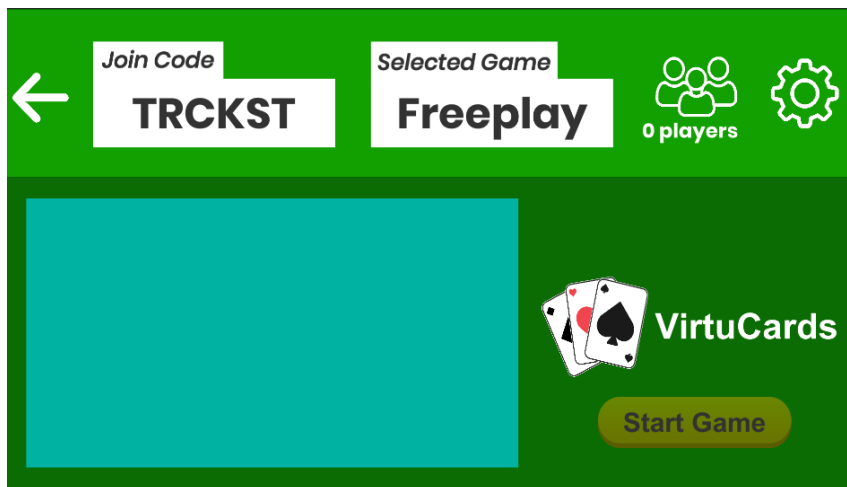 Join Code
TRCKST
Selected Game
Freeplay
0 players
VirtuCards
Start Game